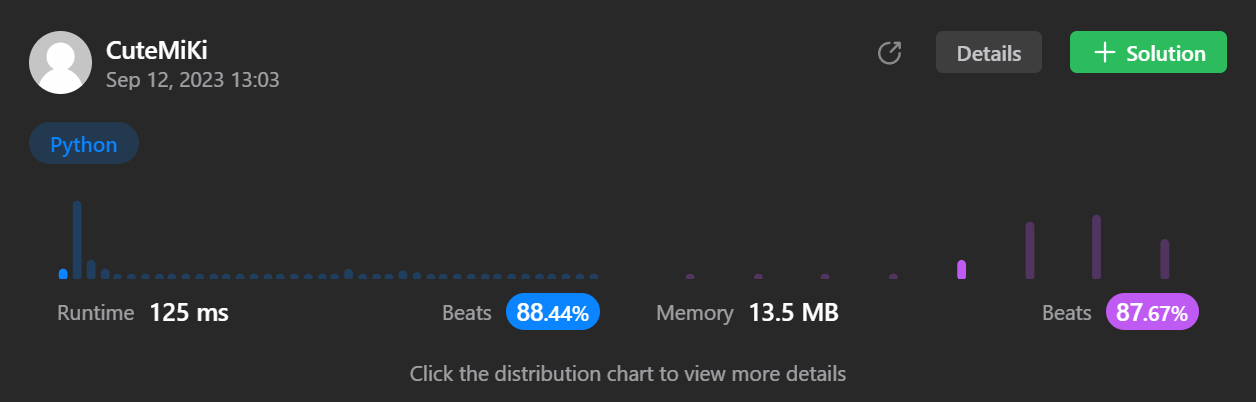 CuteMiKi
Sep 12, 2023 13:03
Details
+ Solution
Python
Runtime 125 ms Beats 88.44% Memory 13.5 MB Beats 87.67%
Click the distribution chart to view more details